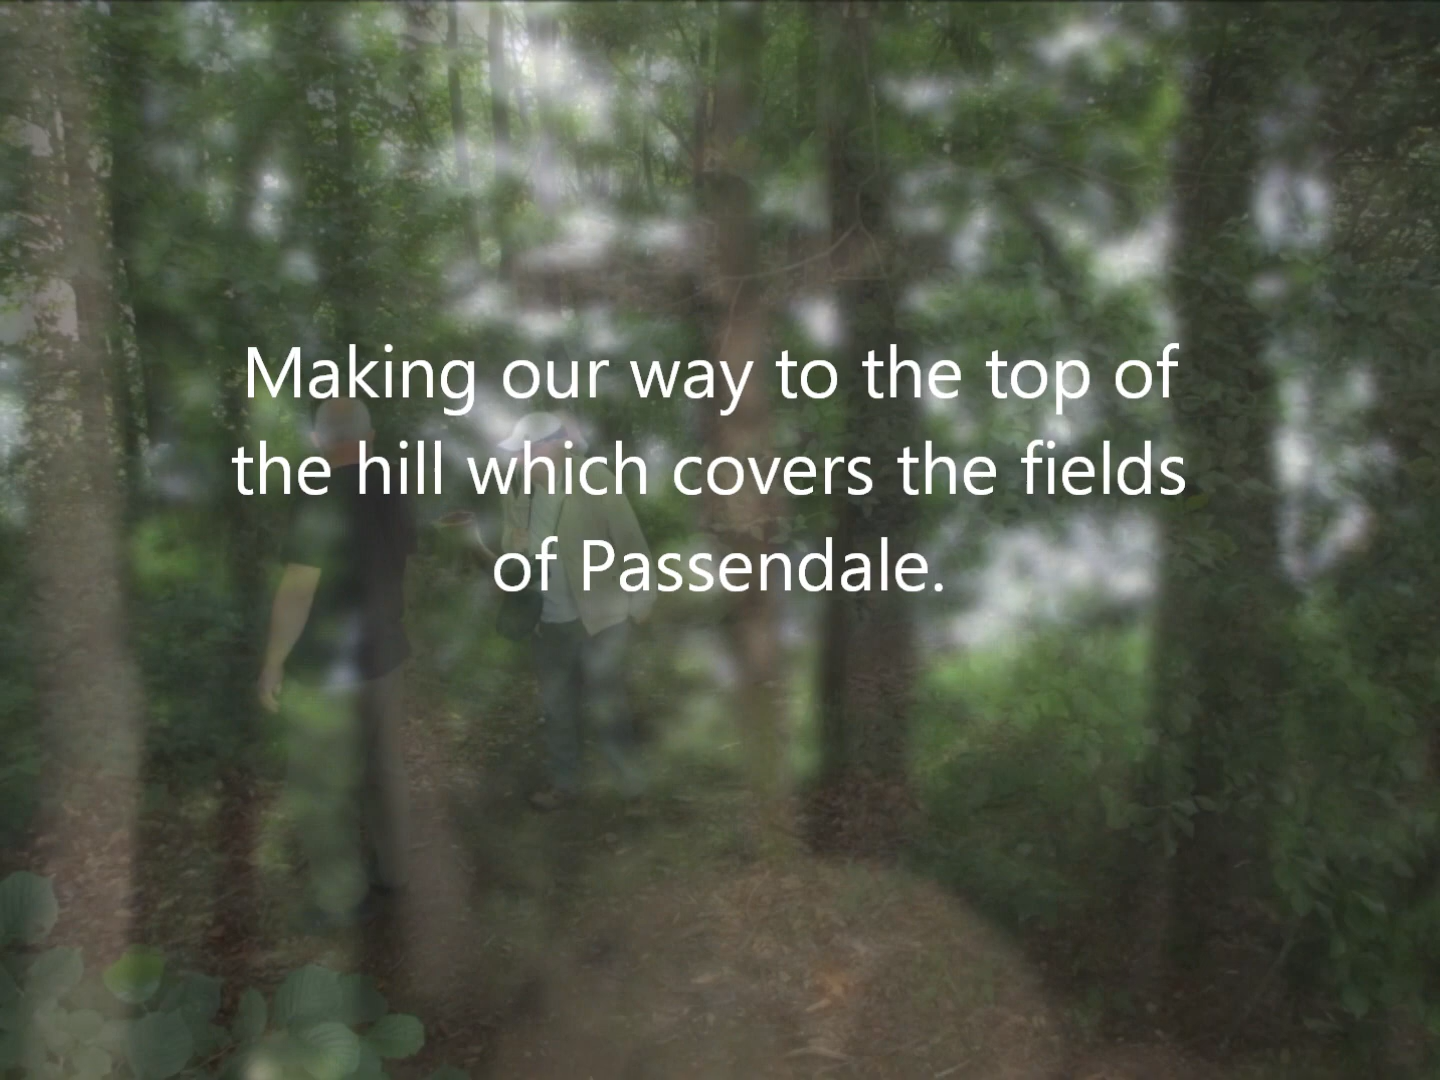 Making our way to the top of
the hill which covers the fields
of Passendale.